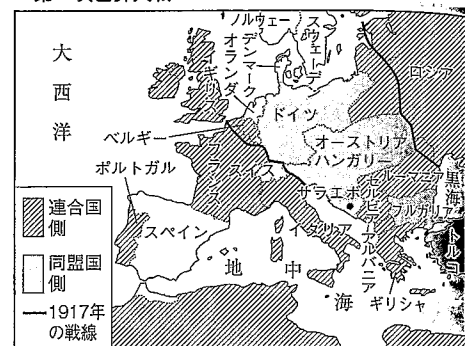 大西洋
ノルウェー
スウェーデン
デンマーク
オランダ
イギリス
ロシア
ドイツ
ベルギー
オーストリア
ハンガリー
フランス
スイス
ポルトガル
スペイン
サラエボ
ルーマニア
黒海
セルビア
ブルガリア
イタリア
アルバニア
トルコ
地中海
ギリシャ
連合国
側
同盟国
側
1917年
の戦線